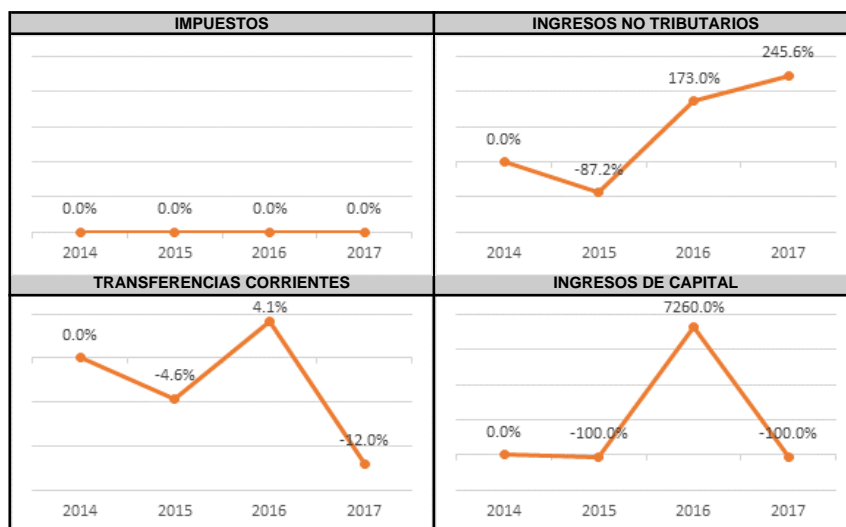 IMPUESTOS
0.0% 0.0% 0.0% 0.0%
2014 2015 2016 2017
INGRESOS NO TRIBUTARIOS
245.6%
173.0%
0.0%
-87.2%
2014 2015 2016 2017
TRANSFERENCIAS CORRIENTES
4.1%
0.0%
-4.6%
-12.0%
2014 2015 2016 2017
INGRESOS DE CAPITAL
7260.0%
0.0% -100.0% -100.0%
2014 2015 2016 2017